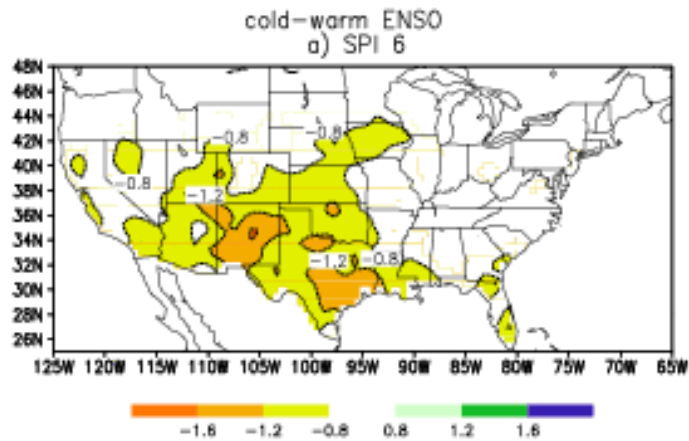 cold-warm ENSO
a) SPI 6
48N
46N
44N
42N
40N
38N
36N
34N
32N
30N
28N
26N
-0.8
-0.8
-0.8
-1.2
-1.2
-0.8
125W 120W 115W 110W 105W 100W 95W 90W 85W 80W 75W 70W 65W
-1.6 -1.2 -0.8 0.8 1.2 1.6